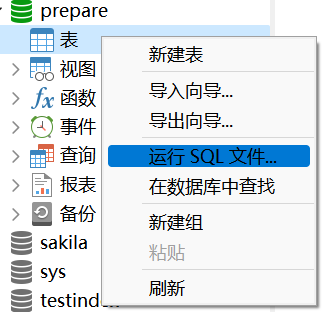 prepare
表
视图
函数
事件
查询
报表
备份
sakila
sys
新建表
导入向导...
导出向导...
运行 SQL 文件...
在数据库中查找
新建组
粘贴
刷新